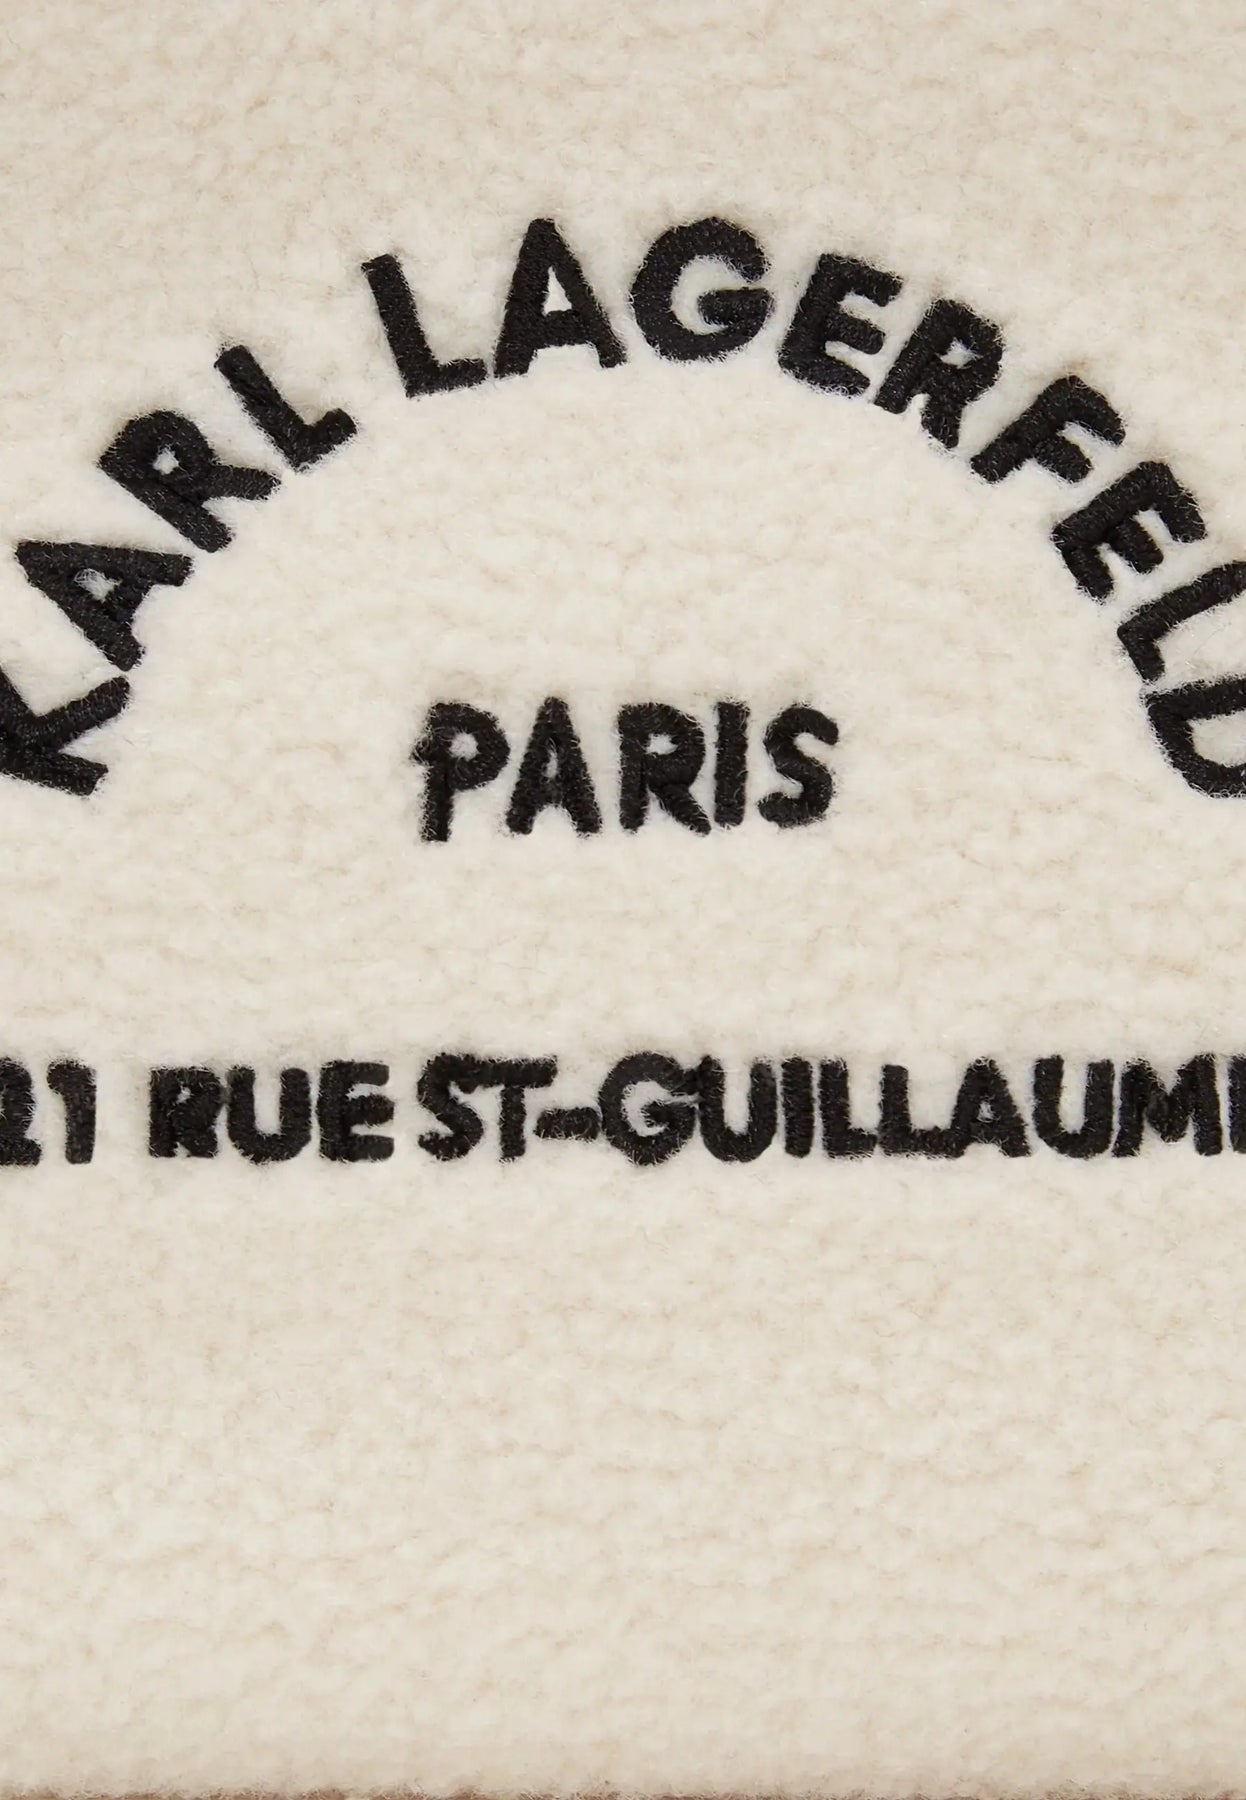 KARL LAGERFELD
PARIS
21 RUE ST-GUILLAUME